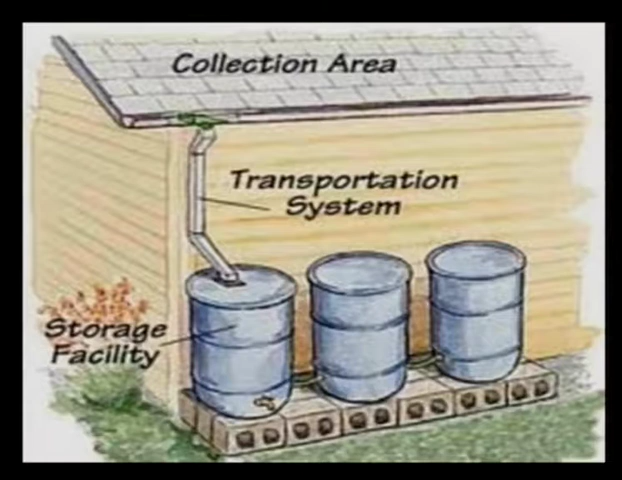 Collection Area
Transportation
System
Storage
Facility